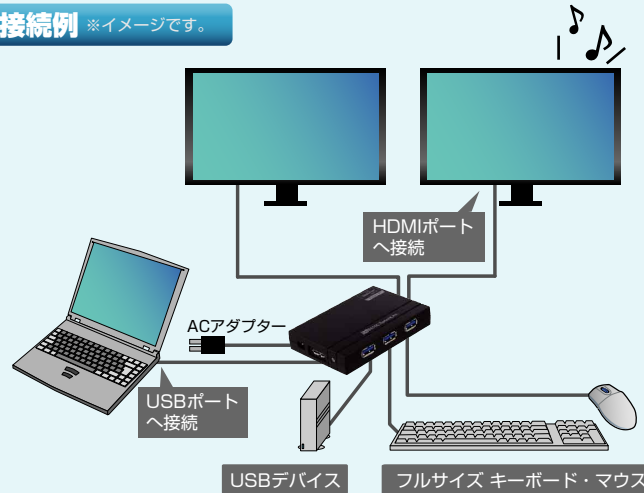 接続例 ※イメージです。
HDMIポート
へ接続
ACアダプター
USBポート
へ接続
USBデバイス
フルサイズ キーボード・マウス